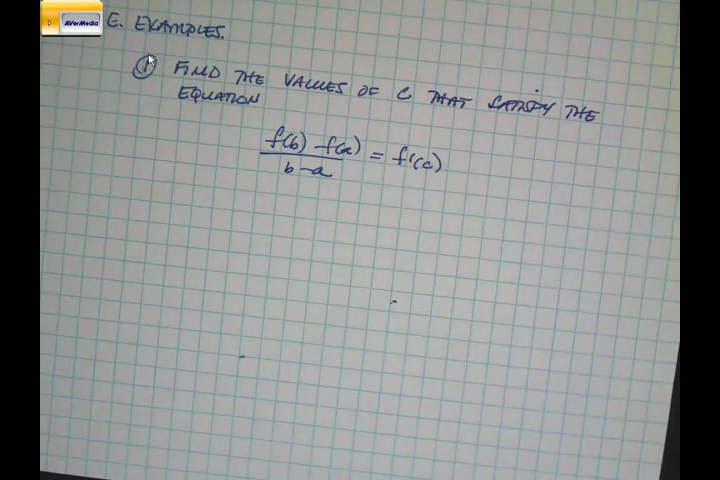 AVerMedia
E. EXAMPLES.
① FIND THE VALUES OF C THAT SATISFY THE
EQUATION
f(b) - f(a) / b - a = f'(c)